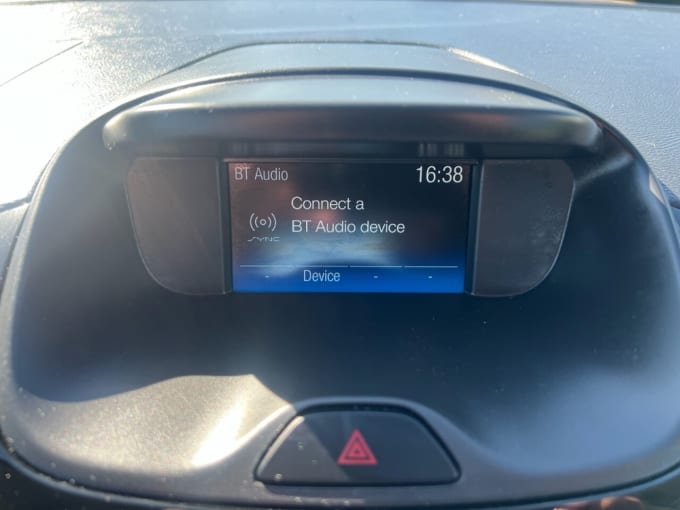 BT Audio 16:38
Connect a
BT Audio device
SYNC
- Device - -